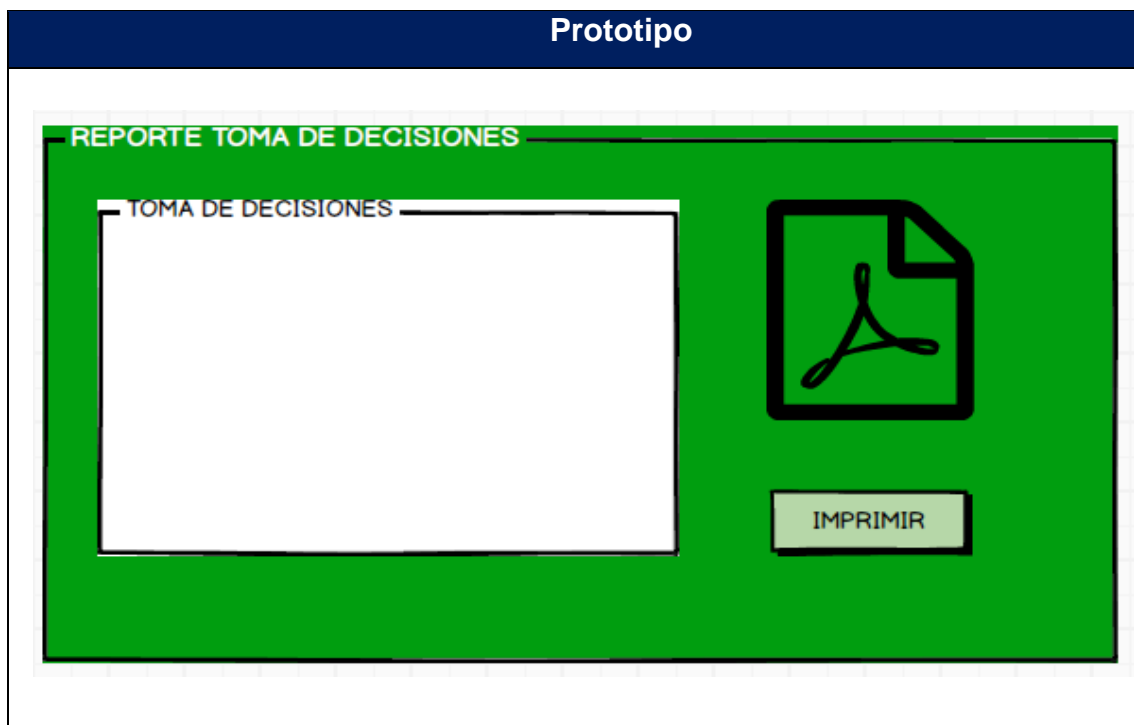 Prototipo
REPORTE TOMA DE DECISIONES
TOMA DE DECISIONES
IMPRIMIR